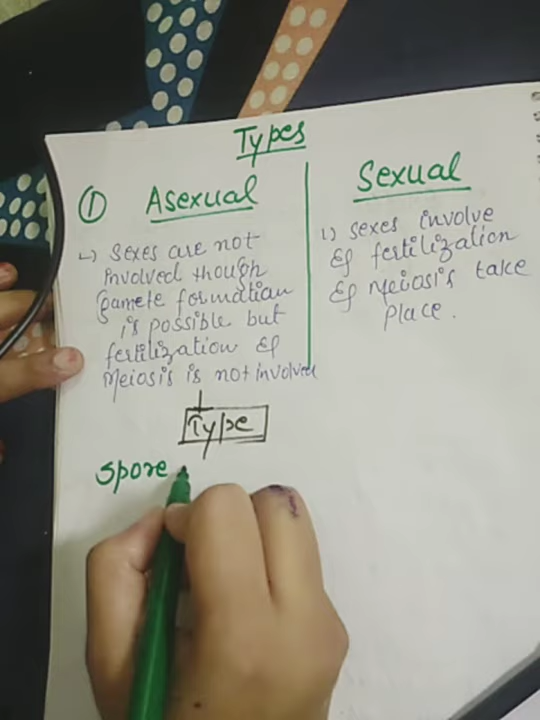 Types
① Asexual
↳) Sexes are not
involved though
gamete formation
is possible but
fertilization &
Meiosis is not involved
Sexual
1) Sexes involve
& fertilization
& Meiosis take
place.
Type
Spore